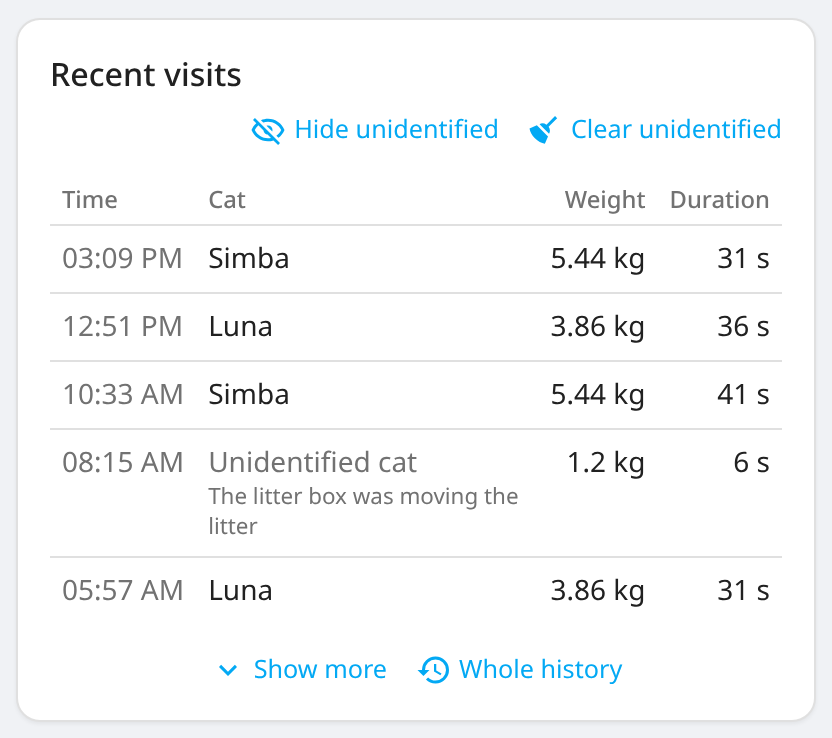 Recent visits
Hide unidentified Clear unidentified
Time Cat Weight Duration
03:09 PM Simba 5.44 kg 31 s
12:51 PM Luna 3.86 kg 36 s
10:33 AM Simba 5.44 kg 41 s
08:15 AM Unidentified cat 1.2 kg 6 s
The litter box was moving the
litter
05:57 AM Luna 3.86 kg 31 s
Show more Whole history